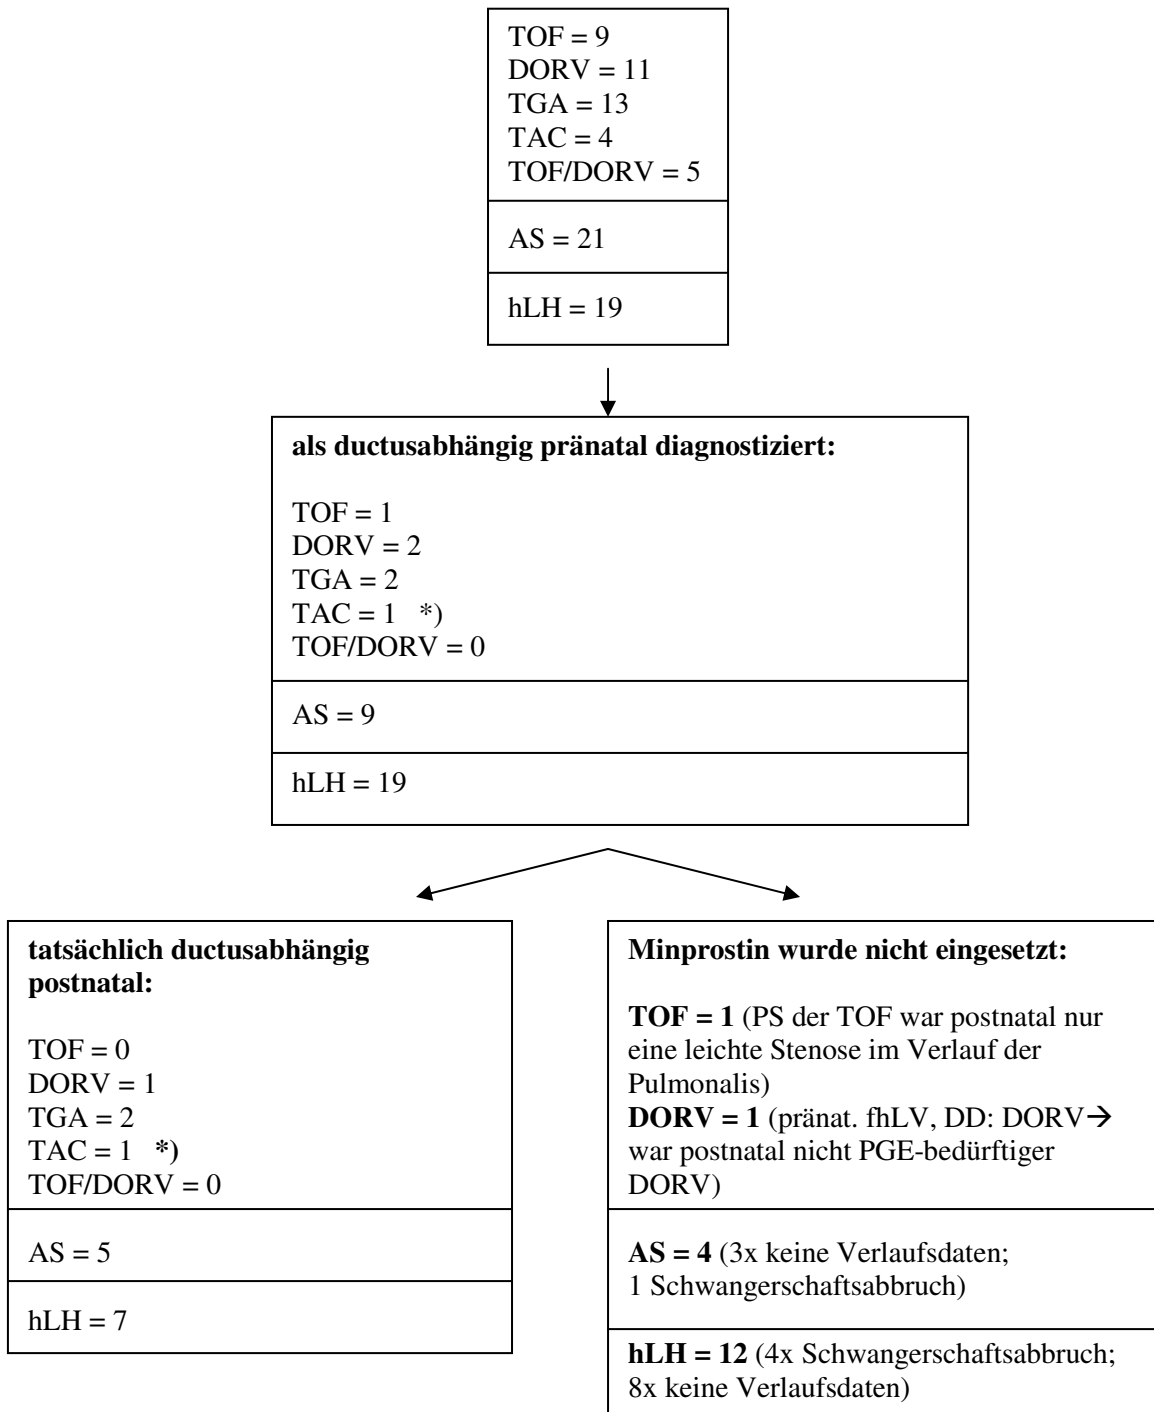 TOF = 9
DORV = 11
TGA = 13
TAC = 4
TOF/DORV = 5
AS = 21
hLH = 19
als ductusabhängig pränatal diagnostiziert:
TOF = 1
DORV = 2
TGA = 2
TAC = 1 *)
TOF/DORV = 0
AS = 9
hLH = 19
tatsächlich ductusabhängig
postnatal:
TOF = 0
DORV = 1
TGA = 2
TAC = 1 *)
TOF/DORV = 0
AS = 5
hLH = 7
Minprostin wurde nicht eingesetzt:
TOF = 1 (PS der TOF war postnatal nur
eine leichte Stenose im Verlauf der
Pulmonalis)
DORV = 1 (pränat. fhLV, DD: DORV→
war postnatal nicht PGE-bedürftiger
DORV)
AS = 4 (3x keine Verlaufsdaten;
1 Schwangerschaftsabbruch)
hLH = 12 (4x Schwangerschaftsabbruch;
8x keine Verlaufsdaten)